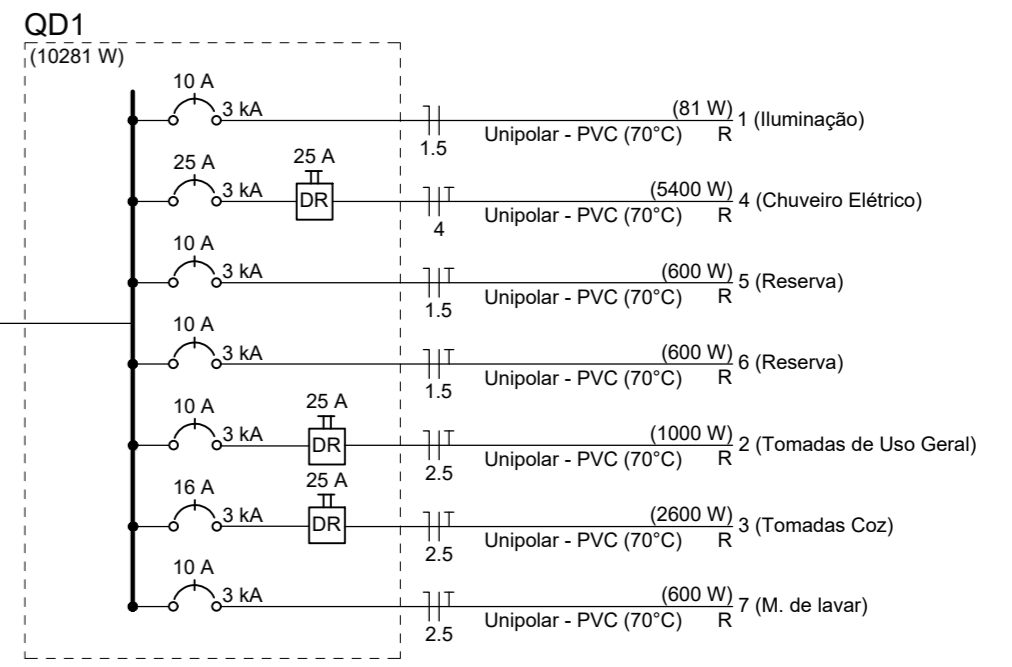 QD1
(10281 W)
10 A
3 kA
(81 W)
1 (Iluminação)
Unipolar - PVC (70°C)
R
1.5
25 A
3 kA
25 A
DR
(5400 W)
4 (Chuveiro Elétrico)
Unipolar - PVC (70°C)
R
4
10 A
3 kA
(600 W)
5 (Reserva)
Unipolar - PVC (70°C)
R
1.5
10 A
3 kA
(600 W)
6 (Reserva)
Unipolar - PVC (70°C)
R
1.5
10 A
3 kA
25 A
DR
(1000 W)
2 (Tomadas de Uso Geral)
Unipolar - PVC (70°C)
R
2.5
16 A
3 kA
25 A
DR
(2600 W)
3 (Tomadas Coz)
Unipolar - PVC (70°C)
R
2.5
10 A
3 kA
(600 W)
7 (M. de lavar)
Unipolar - PVC (70°C)
R
2.5